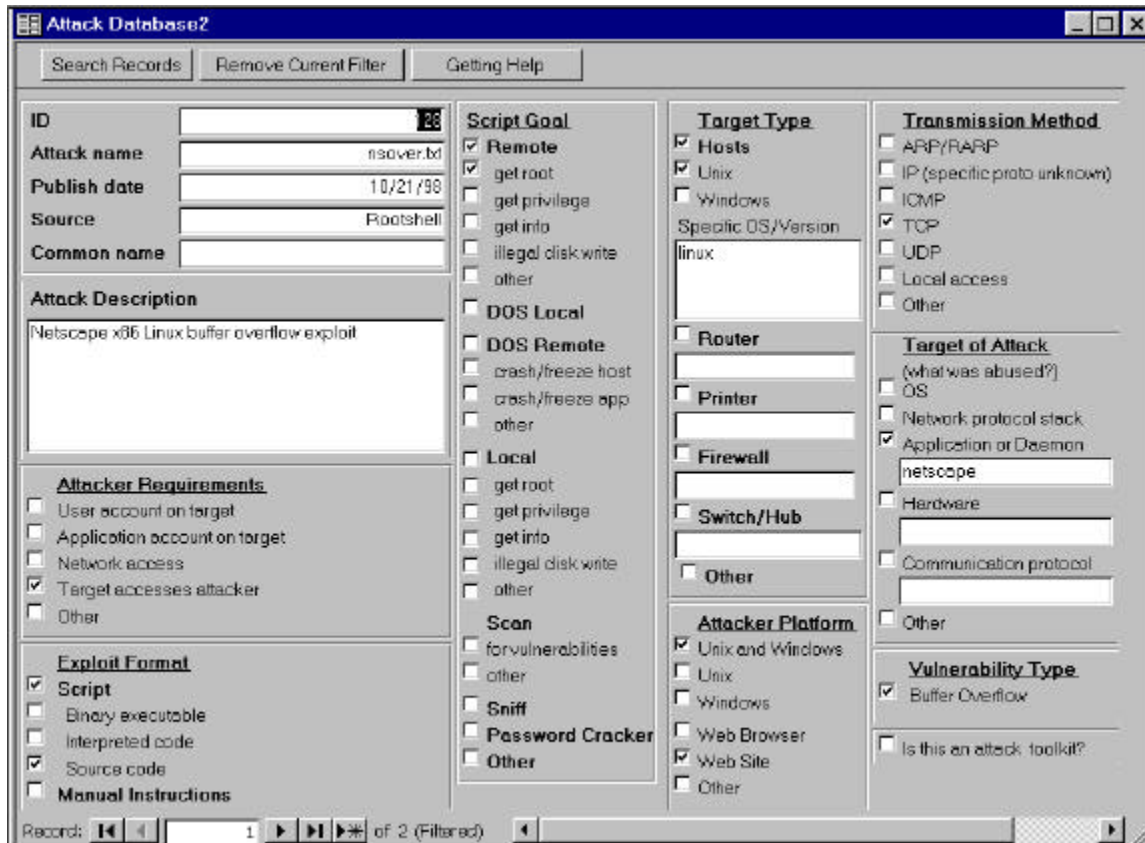 Attack Database2
Search Records
Remove Current Filter
Getting Help
ID
128
Attack name
nsover.txt
Publish date
10/21/98
Source
Rootshell
Common name
Attack Description
Netscape x86 Linux buffer overflow exploit
Attacker Requirements
User account on target
Application account on target
Network access
Target accesses attacker
Other
Exploit Format
Script
Binary executable
Interpreted code
Source code
Manual Instructions
Script Goal
Remote
get root
get privilege
get info
illegal disk write
other
DOS Local
DOS Remote
crash/freeze host
crash/freeze app
other
Local
get root
get privilege
get info
illegal disk write
other
Scan
for vulnerabilities
other
Sniff
Password Cracker
Other
Target Type
Hosts
Unix
Windows
Specific OS/Version
linux
Router
Printer
Firewall
Switch/Hub
Other
Attacker Platform
Unix and Windows
Unix
Windows
Web Browser
Web Site
Other
Transmission Method
ARP/RARP
IP (specific proto unknown)
ICMP
TCP
UDP
Local access
Other
Target of Attack
(what was abused?)
OS
Network protocol stack
Application or Daemon
netscape
Hardware
Communication protocol
Other
Vulnerability Type
Buffer Overflow
Is this an attack toolkit?
Record: 1 of 2 (Filtered)